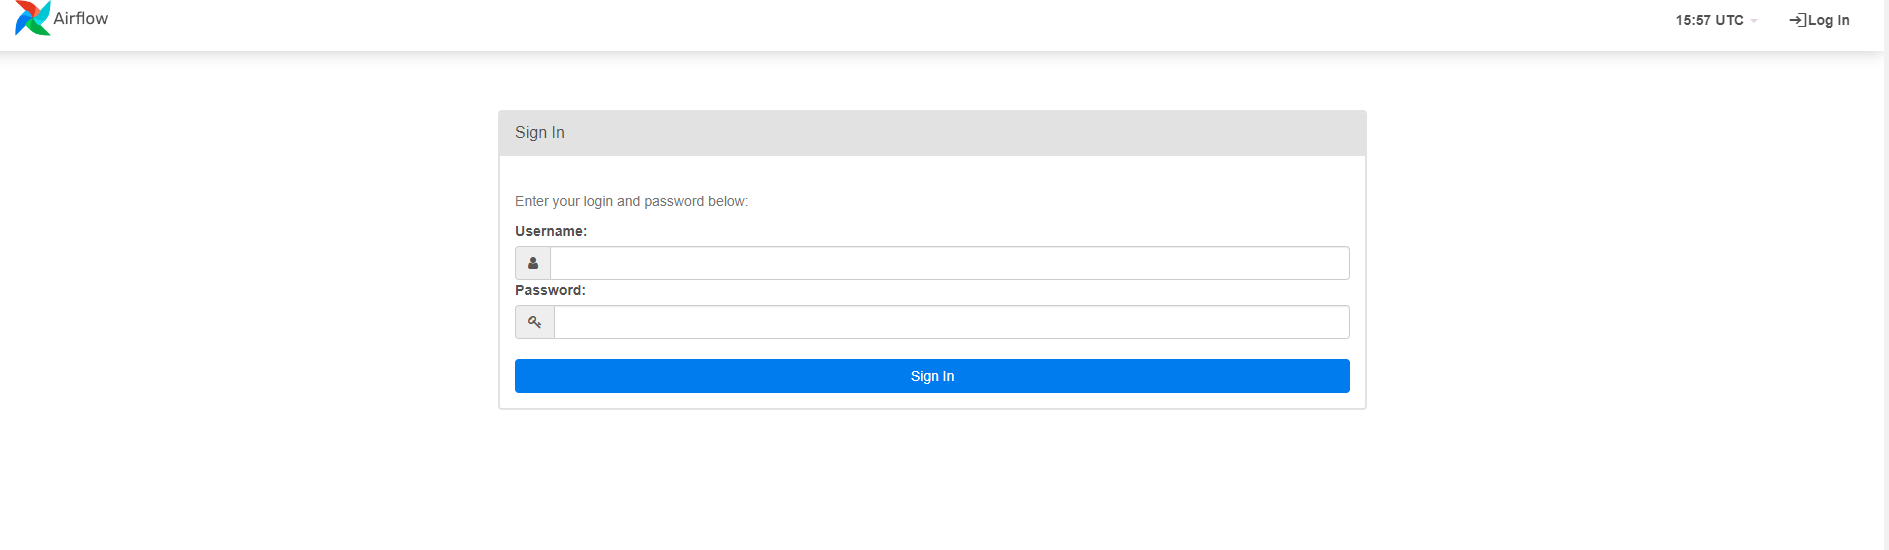 Airflow
15:57 UTC
Log In
Sign In
Enter your login and password below:
Username:
Password:
Sign In